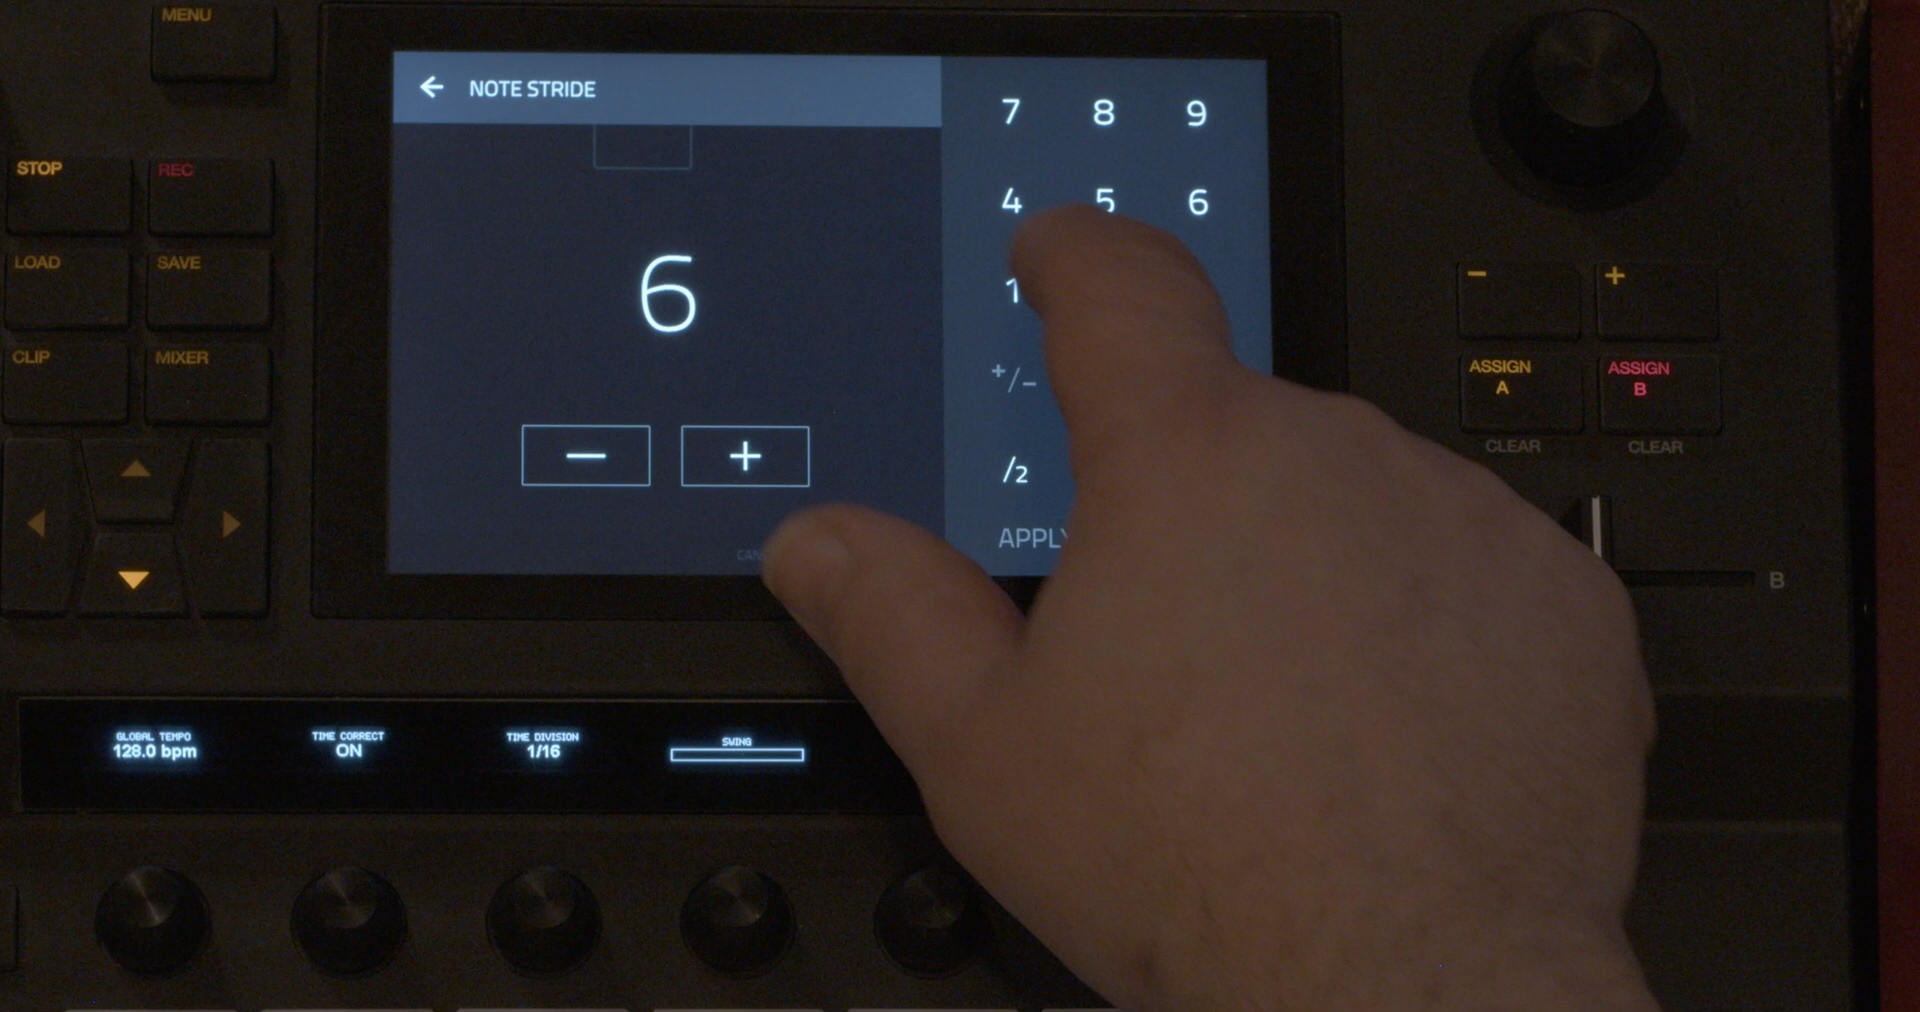 MENU
NOTE STRIDE
7 8 9
STOP REC
4 5 6
LOAD SAVE
6
1
- +
CLIP MIXER
+/-
ASSIGN A
ASSIGN B
CLEAR CLEAR
- +
/2
APPLY
B
GLOBAL TEMPO
128.0 bpm
TIME CORRECT
ON
TIME DIVISION
1/16
SWING